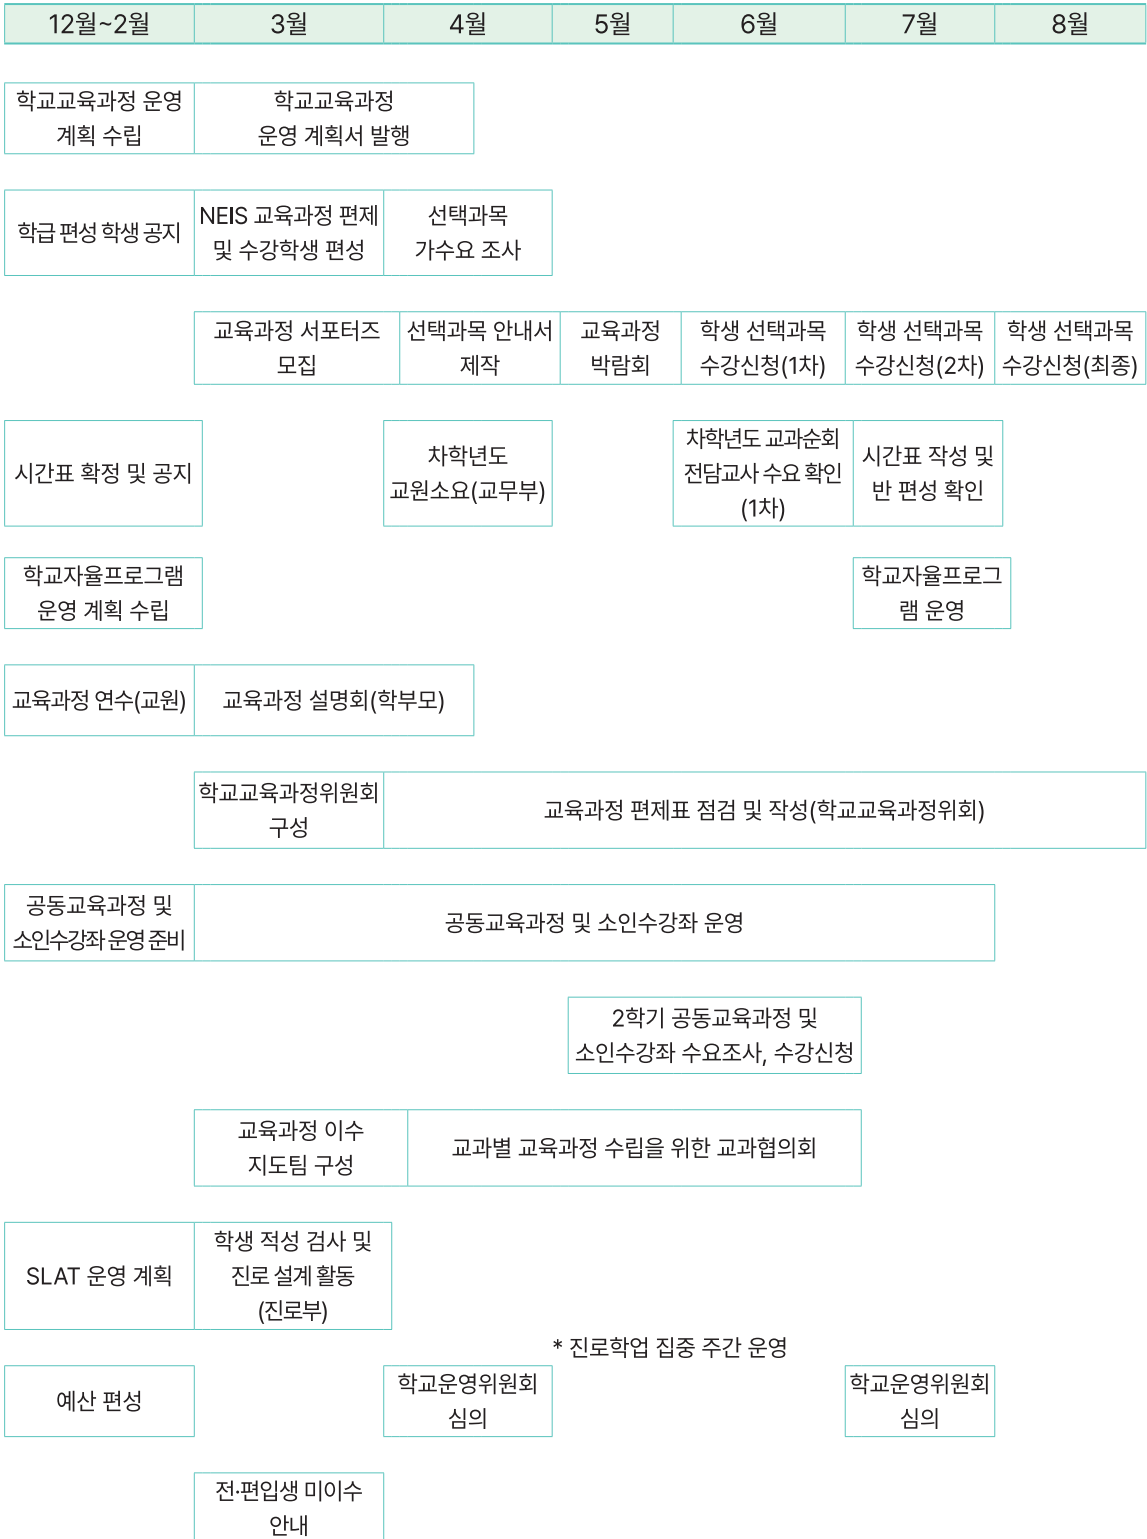 12월~2월 3월 4월 5월 6월 7월 8월
학교교육과정 운영
계획 수립
학교교육과정
운영 계획서 발행
학급 편성 학생 공지
NEIS 교육과정 편제
및 수강학생 편성
선택과목
가수요 조사
교육과정 서포터즈
모집
선택과목 안내서
제작
교육과정
박람회
학생 선택과목
수강신청(1차)
학생 선택과목
수강신청(2차)
학생 선택과목
수강신청(최종)
시간표 확정 및 공지
차학년도
교원소요(교무부)
차학년도 교과순회
전담교사 수요 확인
(1차)
시간표 작성 및
반 편성 확인
학교자율프로그램
운영 계획 수립
학교자율프로그
램 운영
교육과정 연수(교원)
교육과정 설명회(학부모)
학교교육과정위원회
구성
교육과정 편제표 점검 및 작성(학교교육과정위회)
공동교육과정 및
소인수강좌 운영 준비
공동교육과정 및 소인수강좌 운영
2학기 공동교육과정 및
소인수강좌 수요조사, 수강신청
교육과정 이수
지도팀 구성
교과별 교육과정 수립을 위한 교과협의회
SLAT 운영 계획
학생 적성 검사 및
진로 설계 활동
(진로부)
* 진로학업 집중 주간 운영
예산 편성
학교운영위원회
심의
학교운영위원회
심의
전·편입생 미이수
안내